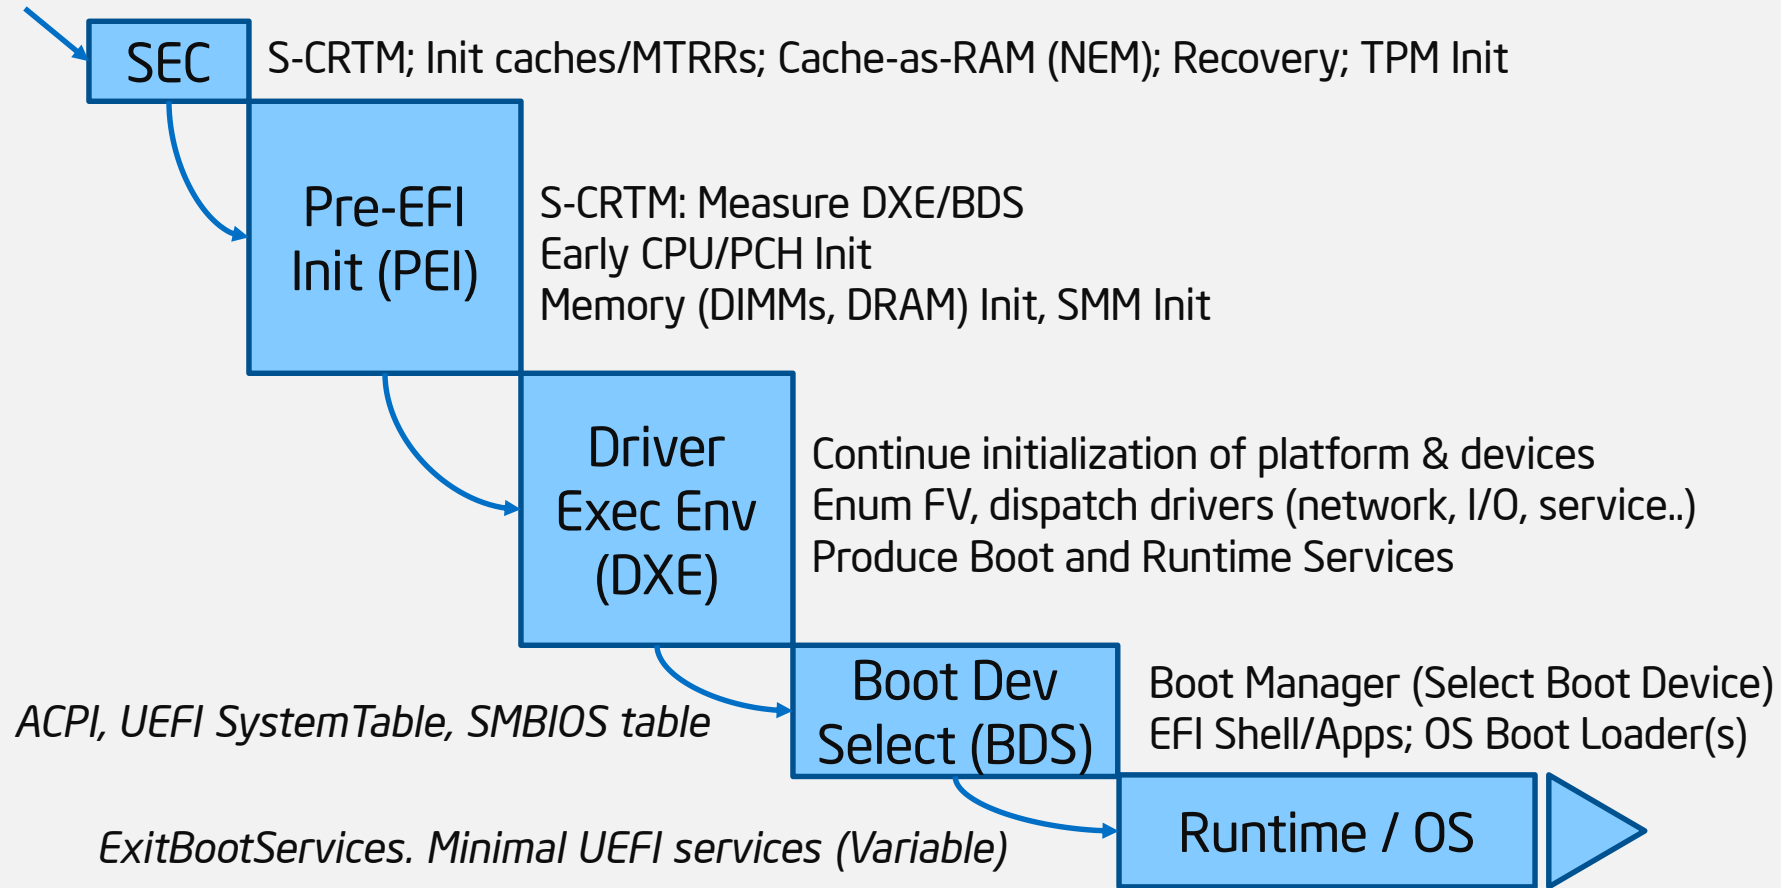 SEC
S-CRTM; Init caches/MTRRs; Cache-as-RAM (NEM); Recovery; TPM Init
Pre-EFI
Init (PEI)
S-CRTM: Measure DXE/BDS
Early CPU/PCH Init
Memory (DIMMs, DRAM) Init, SMM Init
Driver
Exec Env
(DXE)
Continue initialization of platform & devices
Enum FV, dispatch drivers (network, I/O, service..)
Produce Boot and Runtime Services
ACPI, UEFI SystemTable, SMBIOS table
Boot Dev
Select (BDS)
Boot Manager (Select Boot Device)
EFI Shell/Apps; OS Boot Loader(s)
ExitBootServices. Minimal UEFI services (Variable)
Runtime / OS